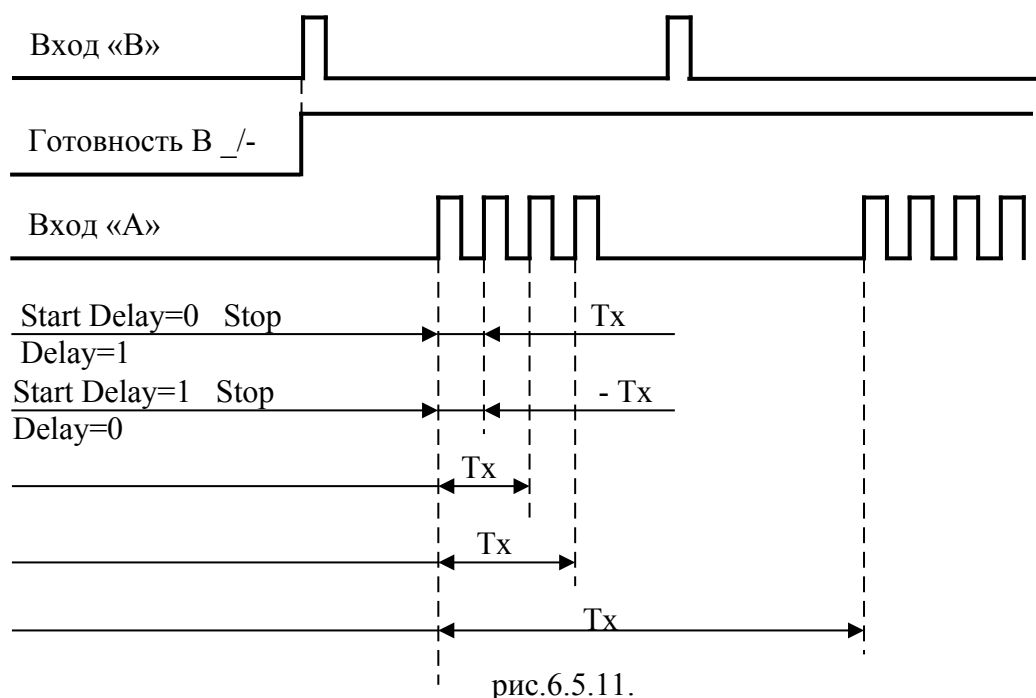 Вход «В»
Готовность В _/-
Вход «А»
Start Delay=0 Stop Tx
Delay=1
Start Delay=1 Stop - Tx
Delay=0
Tx
Tx
Tx
рис.6.5.11.